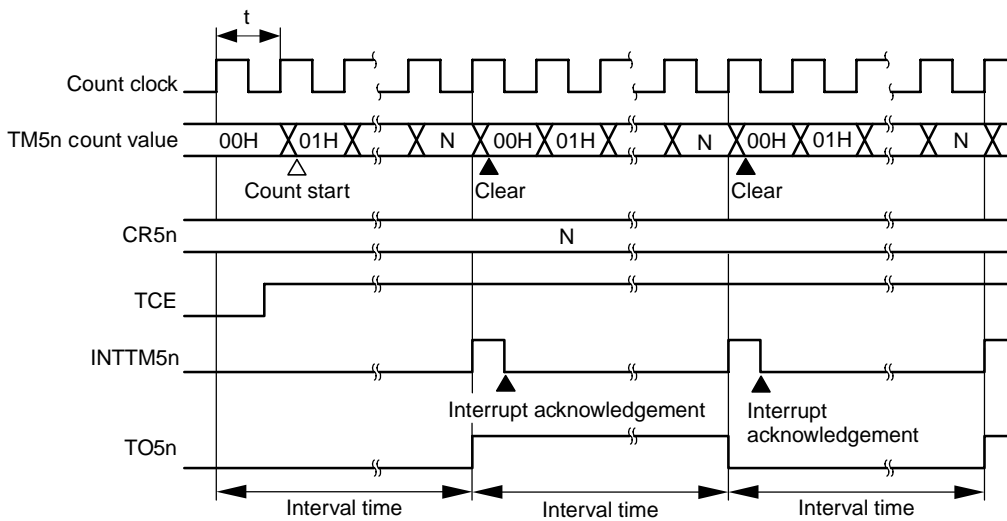 t
Count clock
TM5n count value 00H 01H N 00H 01H N 00H 01H N
Count start Clear Clear
CR5n N
TCE
INTTM5n
Interrupt acknowledgement Interrupt
acknowledgement
TO5n
Interval time Interval time Interval time